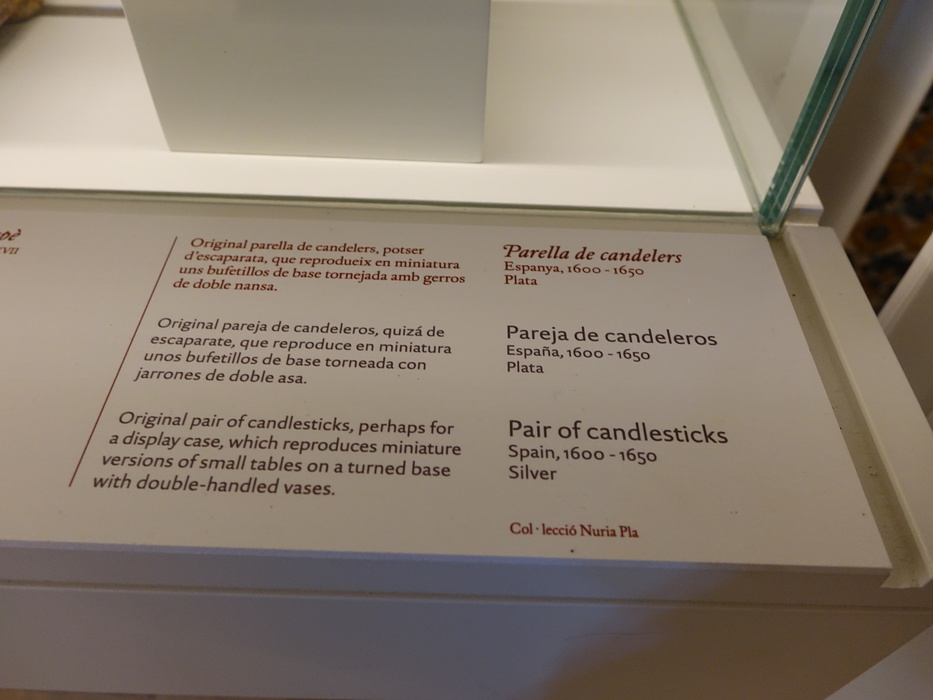 XVII
Original parella de candelers, potser
d'escaparata, que reprodueix en miniatura
uns bufetillos de base tornejada amb gerros
de doble nansa.
Original pareja de candeleros, quizá de
escaparate, que reproduce en miniatura
unos bufetillos de base torneada con
jarrones de doble asa.
Original pair of candlesticks, perhaps for
a display case, which reproduces miniature
versions of small tables on a turned base
with double-handled vases.
Parella de candelers
Espanya, 1600 - 1650
Plata
Pareja de candeleros
España, 1600 - 1650
Plata
Pair of candlesticks
Spain, 1600 - 1650
Silver
Col·lecció Nuria Pla